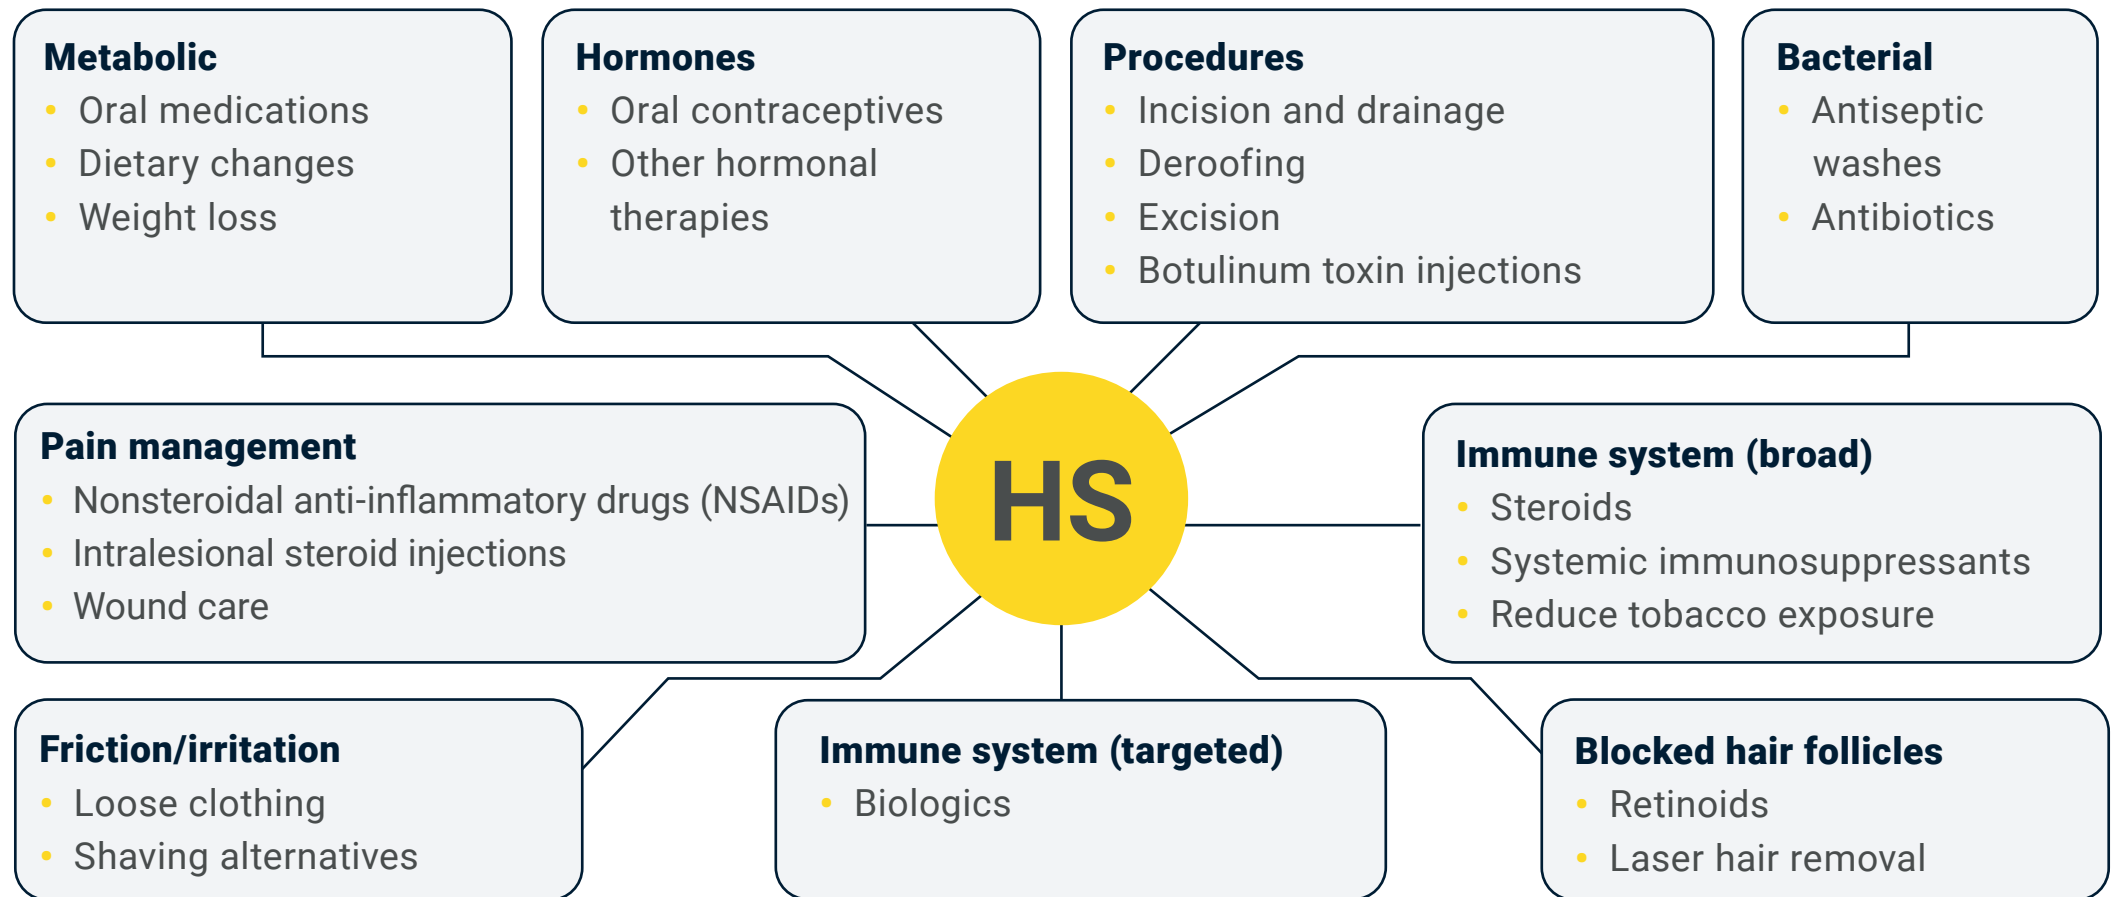 Metabolic
• Oral medications
• Dietary changes
• Weight loss
Hormones
• Oral contraceptives
• Other hormonal
therapies
Procedures
• Incision and drainage
• Deroofing
• Excision
• Botulinum toxin injections
Bacterial
• Antiseptic
washes
• Antibiotics
Pain management
• Nonsteroidal anti-inflammatory drugs (NSAIDs)
• Intralesional steroid injections
• Wound care
HS
Immune system (broad)
• Steroids
• Systemic immunosuppressants
• Reduce tobacco exposure
Friction/irritation
• Loose clothing
• Shaving alternatives
Immune system (targeted)
• Biologics
Blocked hair follicles
• Retinoids
• Laser hair removal